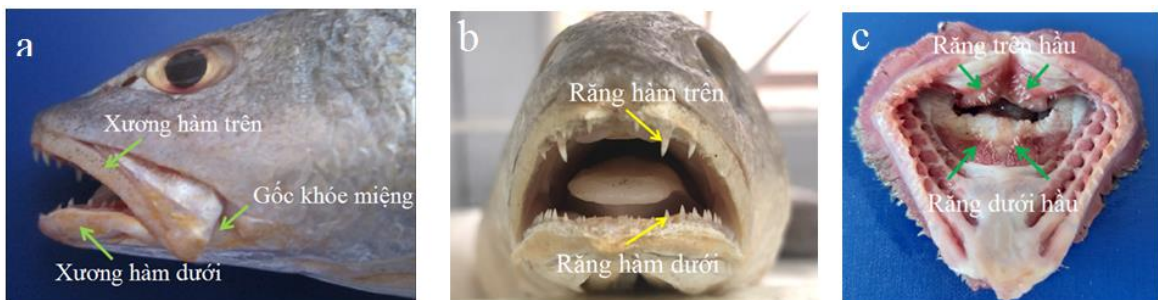 a
Xương hàm trên
Gốc khóe miệng
Xương hàm dưới
b
Răng hàm trên
Răng hàm dưới
c
Răng trên hầu
Răng dưới hầu